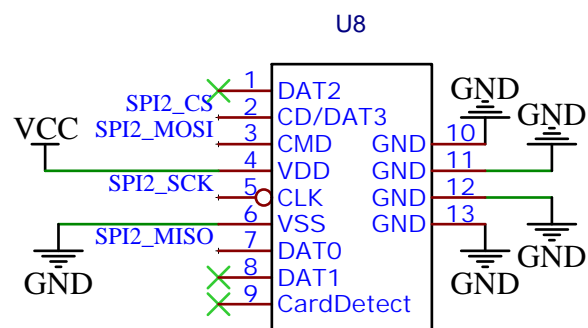 U8
1 DAT2
SPI2_CS 2 CD/DAT3
SPI2_MOSI 3 CMD
VCC 4 VDD
SPI2_SCK 5 CLK
6 VSS
SPI2_MISO 7 DAT0
GND
8 DAT1
9 CardDetect
GND
GND
GND 10
GND 11
GND 12
GND 13
GND
GND